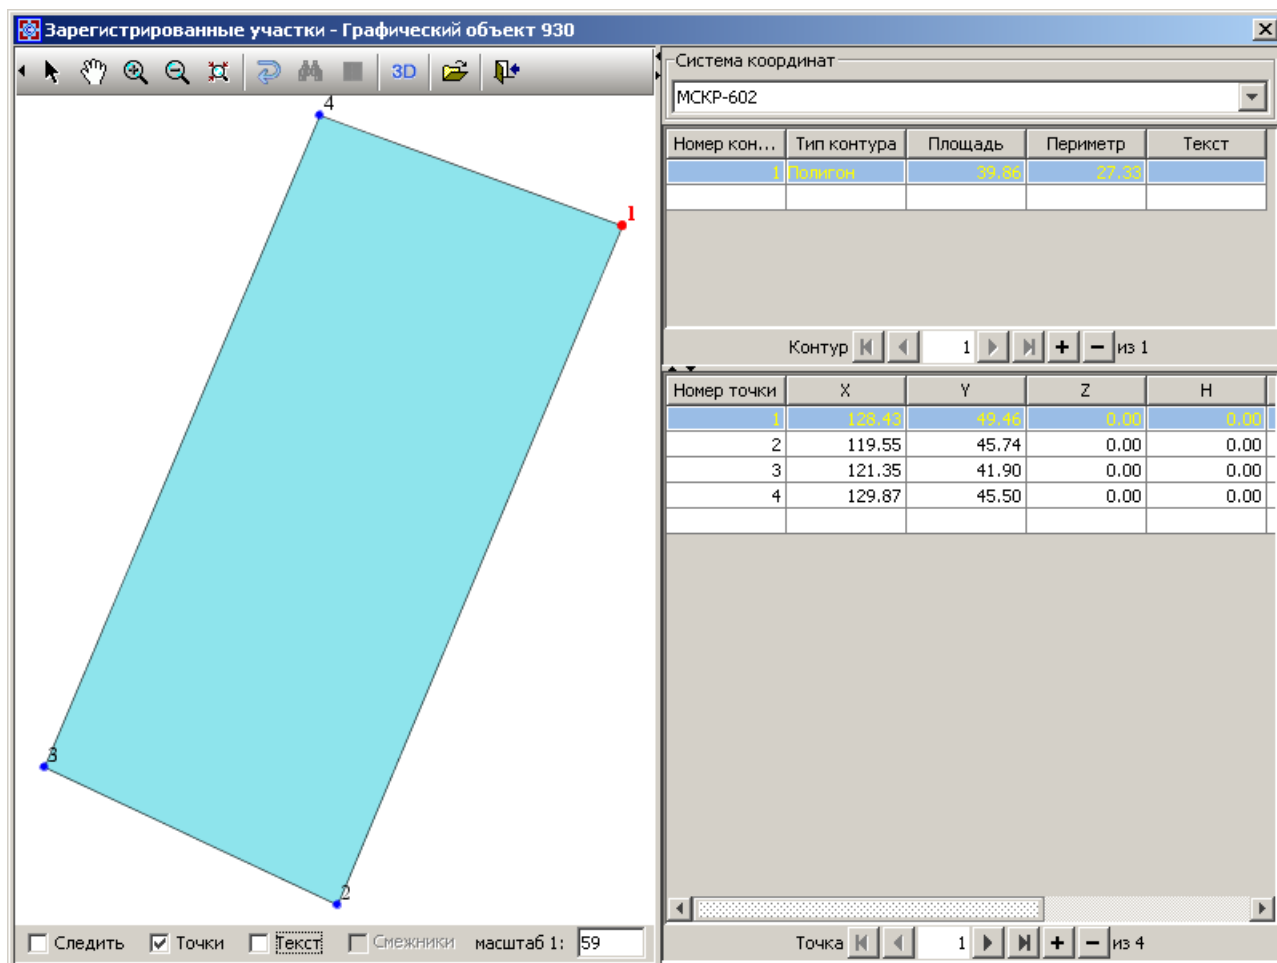 Зарегистрированные участки - Графический объект 930
3D
Система координат
МСКР-602
Номер кон... Тип контура Площадь Периметр Текст
1 Полигон 39.86 27.33
Контур 1 из 1
Номер точки X Y Z H
1 128.43 49.46 0.00 0.00
2 119.55 45.74 0.00 0.00
3 121.35 41.90 0.00 0.00
4 129.87 45.50 0.00 0.00
4
1
3
2
Следить Точки Текст Смежники масштаб 1: 59
Точка 1 из 4